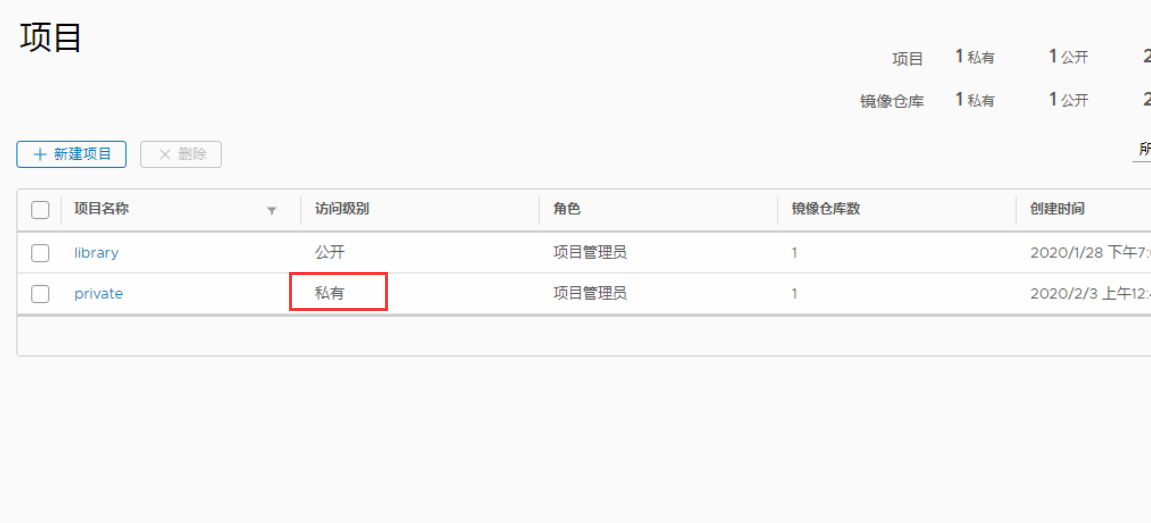 项目
项目 1 私有 1 公开 2
镜像仓库 1 私有 1 公开 2
新建项目 删除
项目名称 访问级别 角色 镜像仓库数 创建时间
library 公开 项目管理员 1 2020/1/28 下午7:
private 私有 项目管理员 1 2020/2/3 上午12: